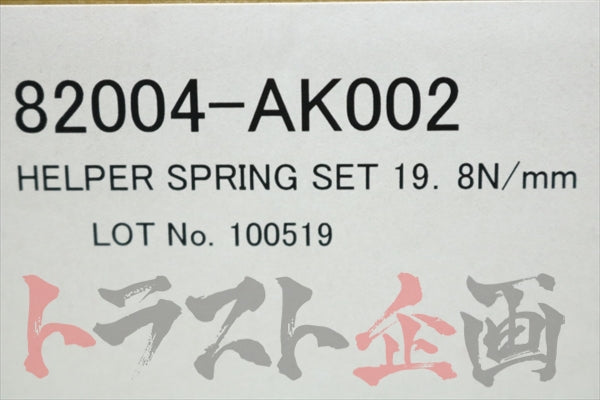 82004-AK002
HELPER SPRING SET 19. 8N/mm
LOT No. 100519
トラスト企画